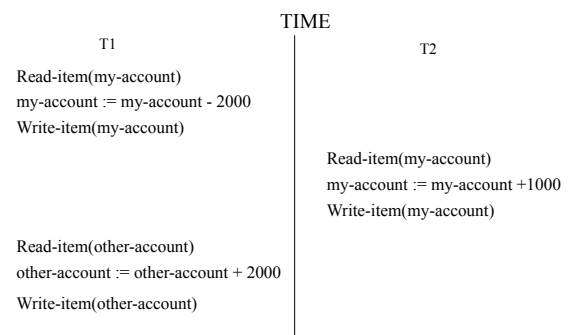 TIME
T1
T2
Read-item(my-account)
my-account := my-account - 2000
Write-item(my-account)
Read-item(my-account)
my-account := my-account +1000
Write-item(my-account)
Read-item(other-account)
other-account := other-account + 2000
Write-item(other-account)